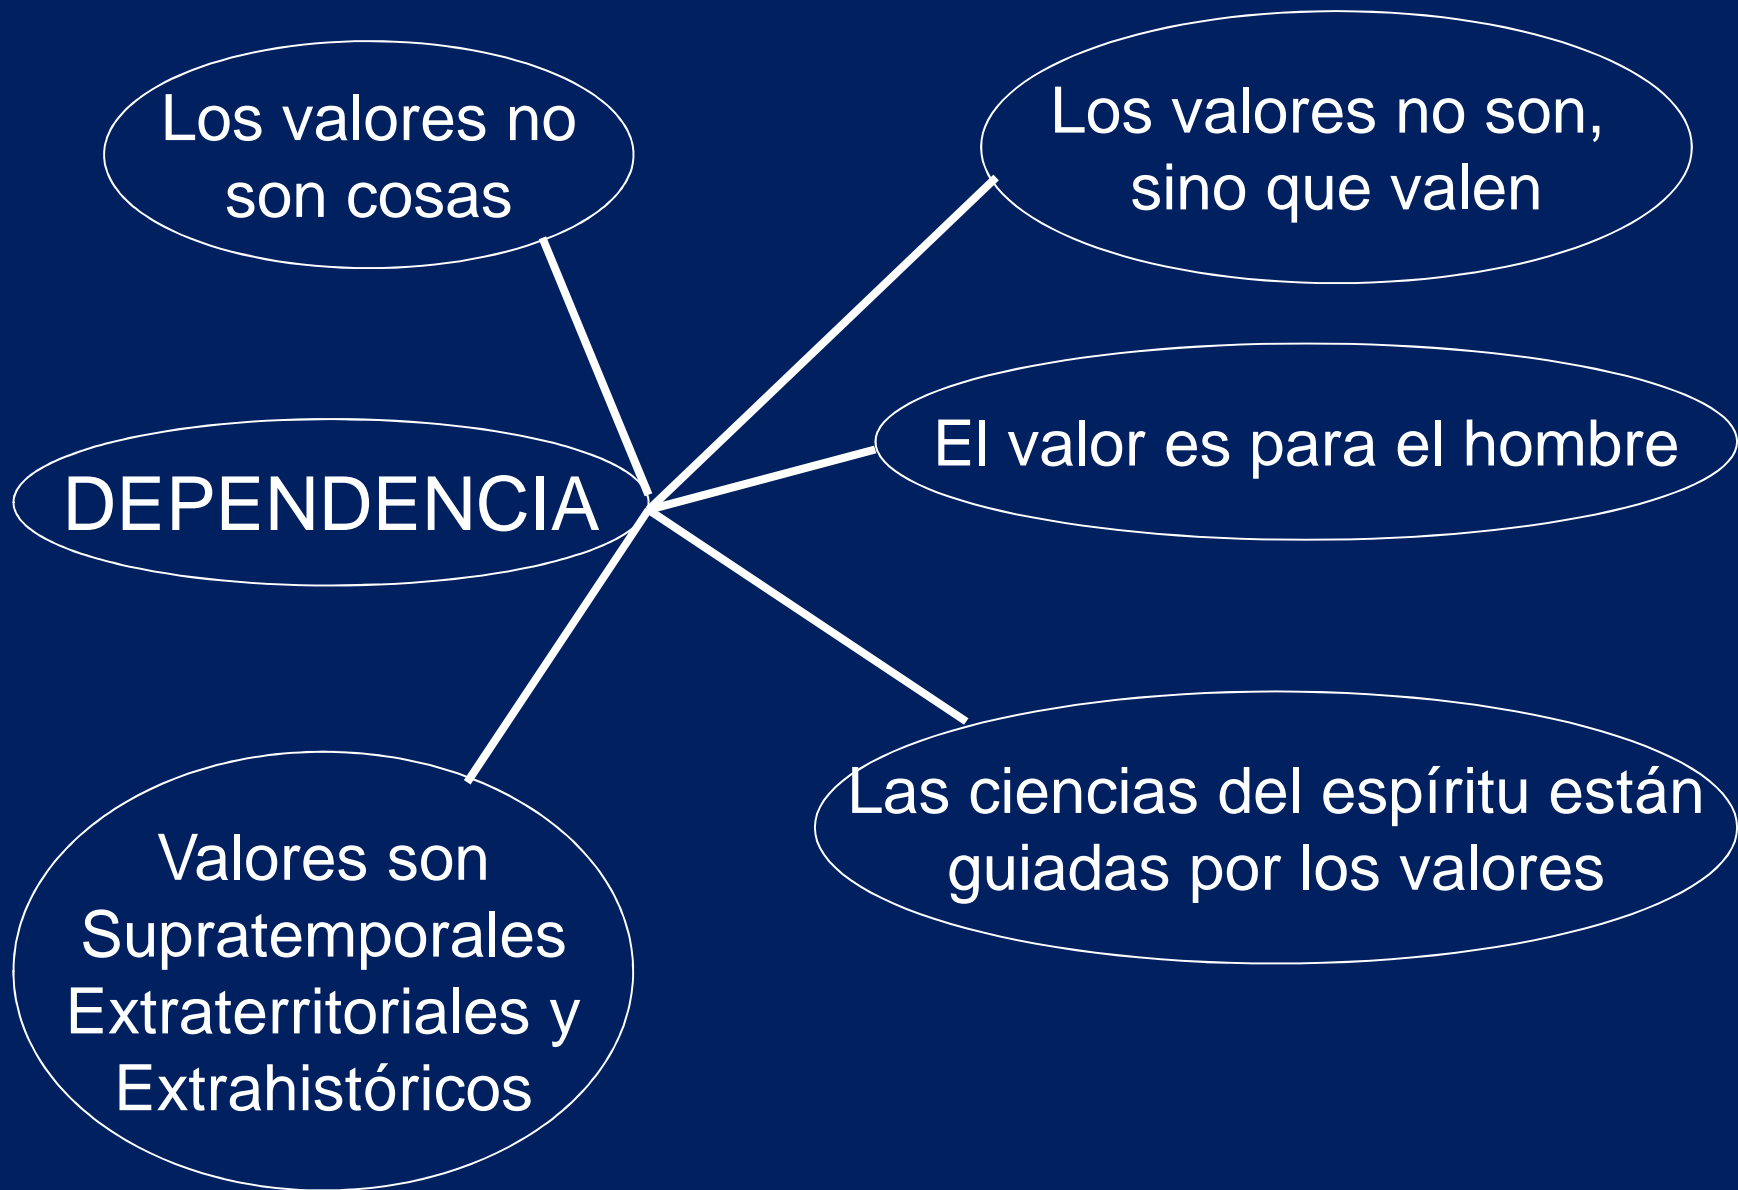 Los valores no
son cosas
Los valores no son,
sino que valen
El valor es para el hombre
DEPENDENCIA
Las ciencias del espíritu están
guiadas por los valores
Valores son
Supratemporales
Extraterritoriales y
Extrahistóricos